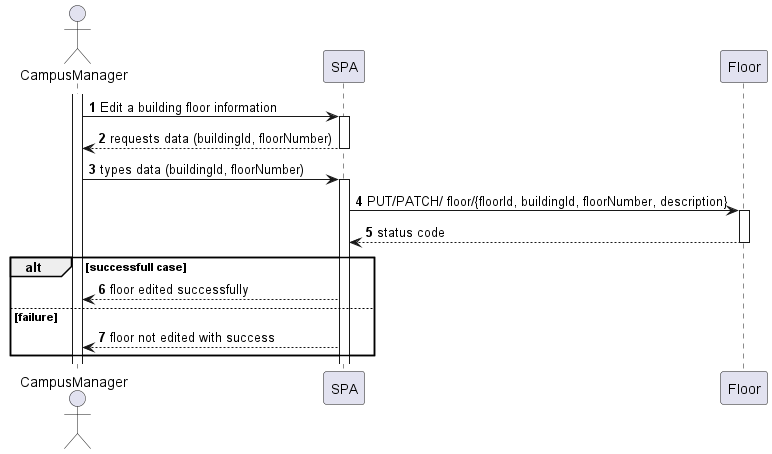 CampusManager
SPA
Floor
1 Edit a building floor information
2 requests data (buildingId, floorNumber)
3 types data (buildingId, floorNumber)
4 PUT/PATCH/ floor/{floorId, buildingId, floorNumber, description}
5 status code
alt [successfull case]
6 floor edited successfully
[failure]
7 floor not edited with success
CampusManager
SPA
Floor